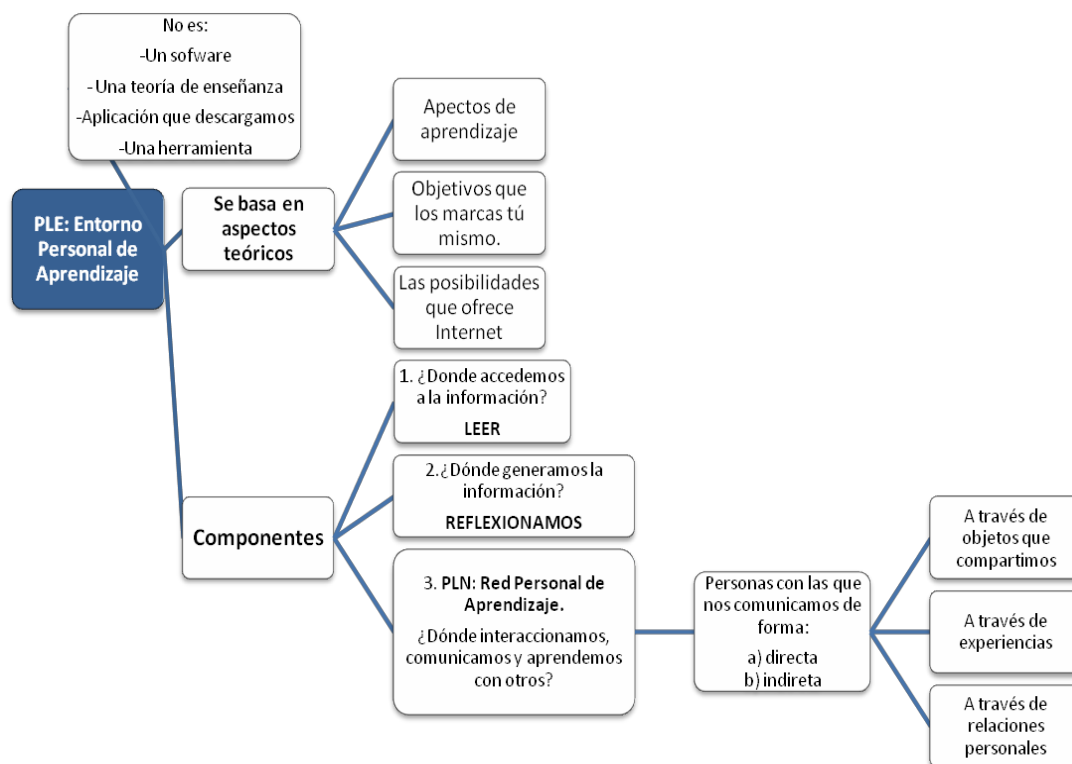 No es:
-Un sofware
-Una teoría de enseñanza
-Aplicación que descargamos
-Una herramienta
PLE: Entorno
Personal de
Aprendizaje
Se basa en
aspectos
teóricos
Apectos de
aprendizaje
Objetivos que
los marcas tú
mismo.
Las posibilidades
que ofrece
Internet
Componentes
1. ¿Donde accedemos
a la información?
LEER
2.¿Dónde generamos la
información?
REFLEXIONAMOS
3. PLN: Red Personal de
Aprendizaje.
¿Dónde interaccionamos,
comunicamos y aprendemos
con otros?
Personas con las que
nos comunicamos de
forma:
a) directa
b) indireta
A través de
objetos que
compartimos
A través de
experiencias
A través de
relaciones
personales